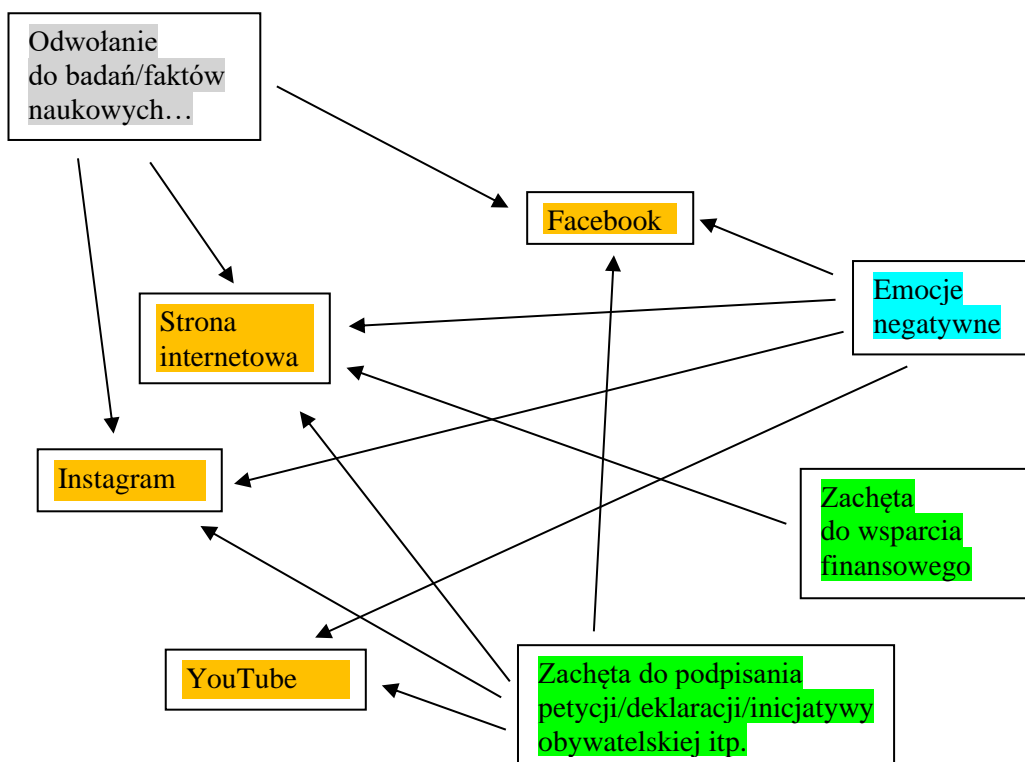 Odwołanie
do badań/faktów
naukowych…
Facebook
Emocje
negatywne
Strona
internetowa
Instagram
Zachęta
do wsparcia
finansowego
YouTube
Zachęta do podpisania
petycji/deklaracji/inicjatywy
obywatelskiej itp.